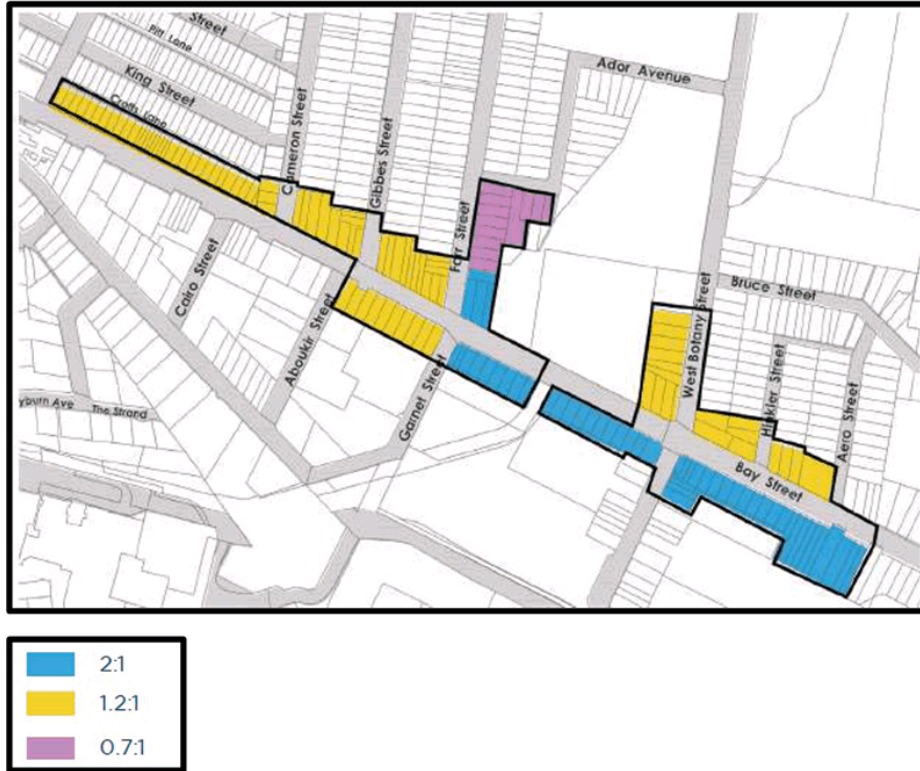 Street
Pitt Lane
King Street
Crofts Lane
Cameron Street
Gibbes Street
Farr Street
Ador Avenue
Cairo Street
Aboukir Street
Garnet Street
West Botany Street
Bruce Street
Hinkler Street
Aero Street
Bay Street
The Strand
2:1
1.2:1
0.7:1